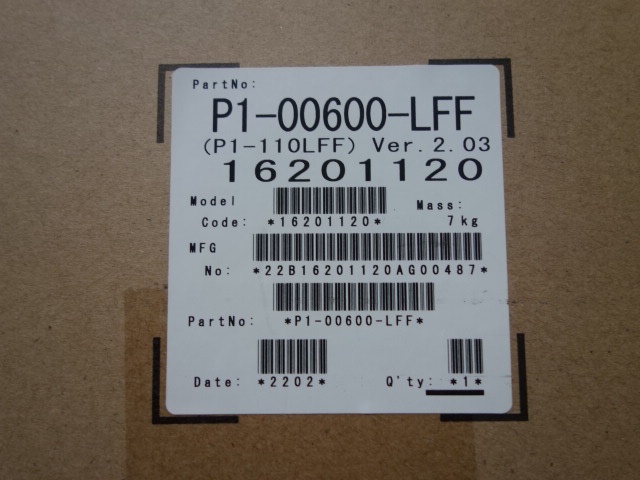 PartNo:
P1-00600-LFF
(P1-110LFF) Ver.2.03
16201120
Model Mass:
Code: *16201120* 7kg
MFG
No: *22B16201120AG00487*
PartNo: *P1-00600-LFF*
Date: *2202* Q'ty: *1*